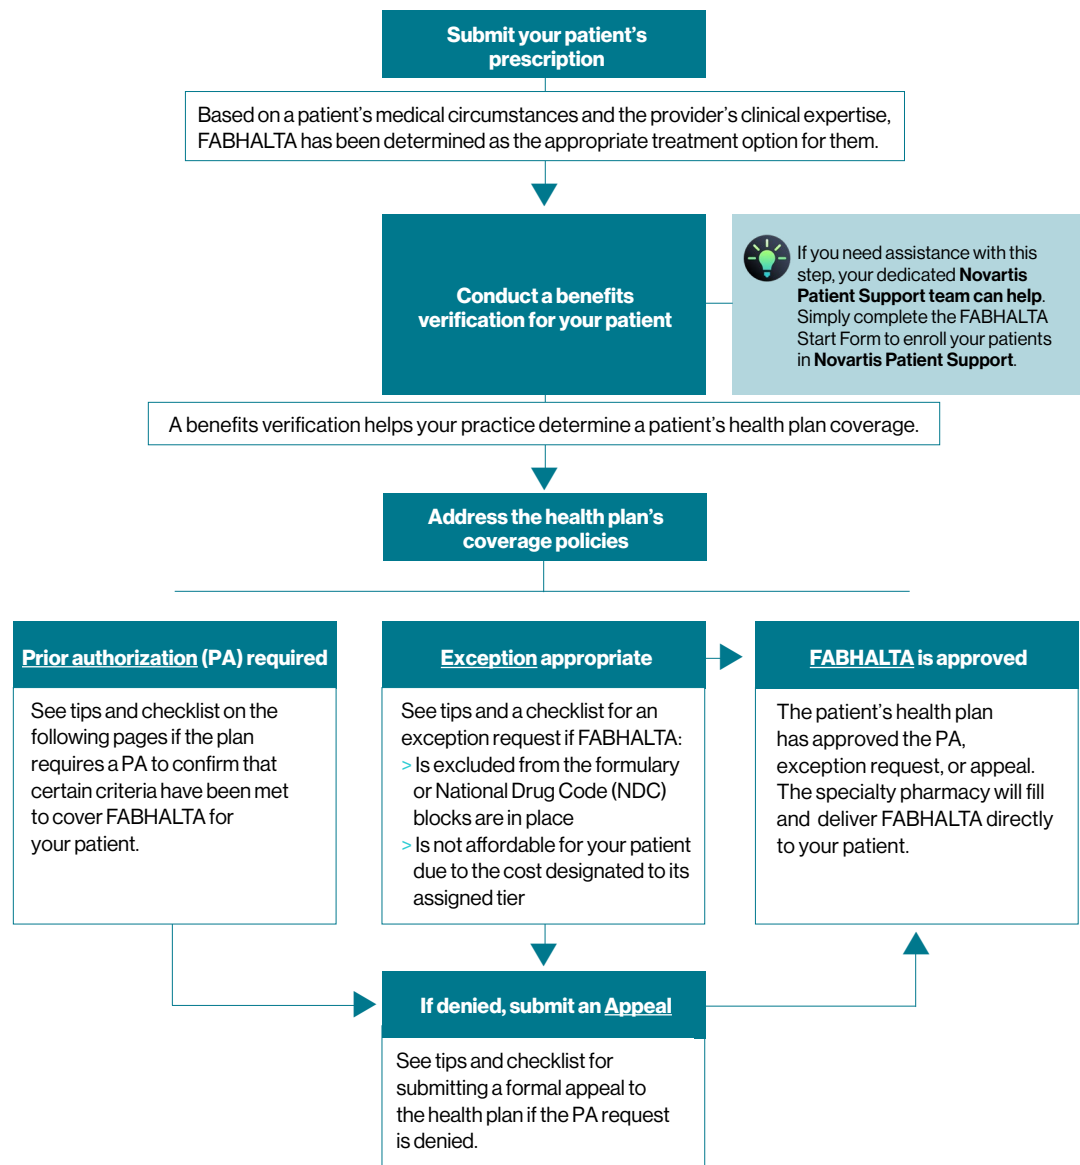 Submit your patient's
prescription
Based on a patient's medical circumstances and the provider's clinical expertise,
FABHALTA has been determined as the appropriate treatment option for them.
Conduct a benefits
verification for your patient
If you need assistance with this
step, your dedicated Novartis
Patient Support team can help.
Simply complete the FABHALTA
Start Form to enroll your patients
in Novartis Patient Support.
A benefits verification helps your practice determine a patient's health plan coverage.
Address the health plan's
coverage policies
Prior authorization (PA) required
See tips and checklist on the
following pages if the plan
requires a PA to confirm that
certain criteria have been met
to cover FABHALTA for
your patient.
Exception appropriate
See tips and a checklist for an
exception request if FABHALTA:
> Is excluded from the formulary
or National Drug Code (NDC)
blocks are in place
> Is not affordable for your patient
due to the cost designated to its
assigned tier
FABHALTA is approved
The patient's health plan
has approved the PA,
exception request, or appeal.
The specialty pharmacy will fill
and deliver FABHALTA directly
to your patient.
If denied, submit an Appeal
See tips and checklist for
submitting a formal appeal to
the health plan if the PA request
is denied.